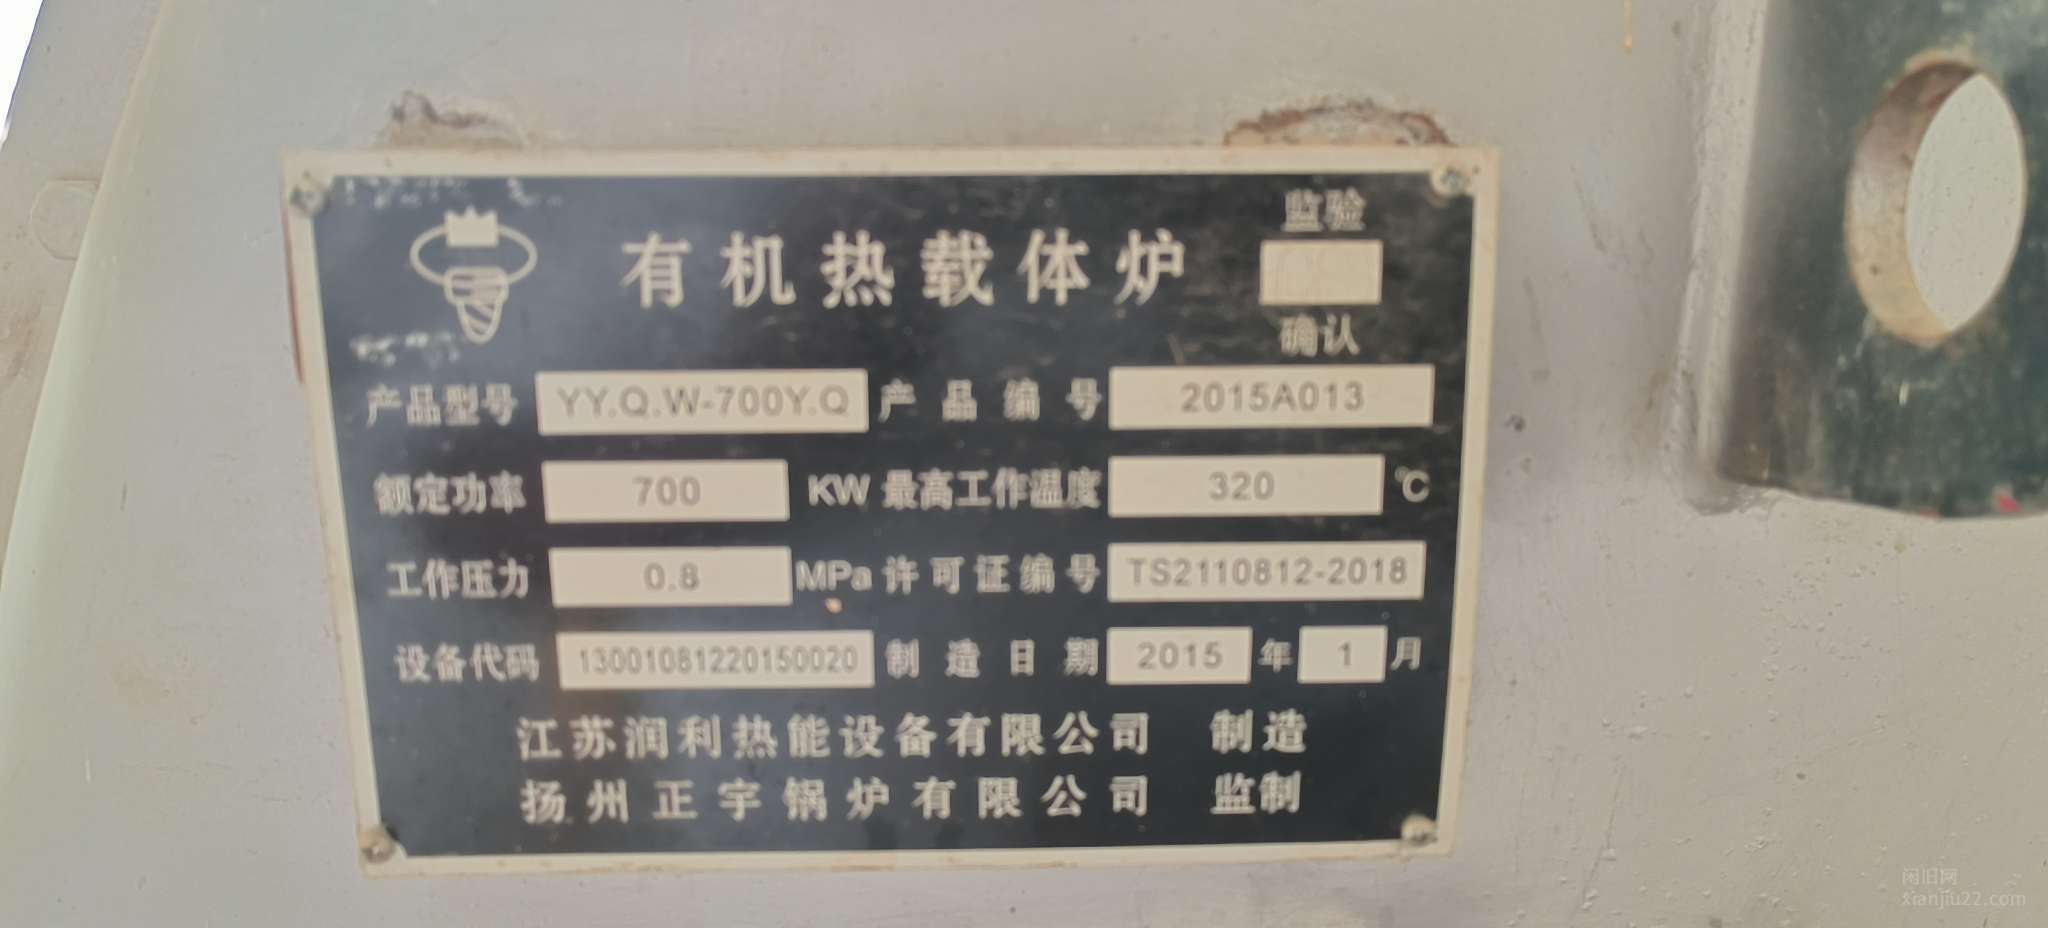 监验
有机热载体炉
确认
产品型号 YY.Q.W-700Y.Q 产品编号 2015A013
额定功率 700 KW 最高工作温度 320 ℃
工作压力 0.8 MPa 许可证编号 TS2110812-2018
设备代码 13001081220150020 制造日期 2015 年 1 月
江苏润利热能设备有限公司 制造
扬州正宇锅炉有限公司 监制
闲旧网
xianjiu22.com